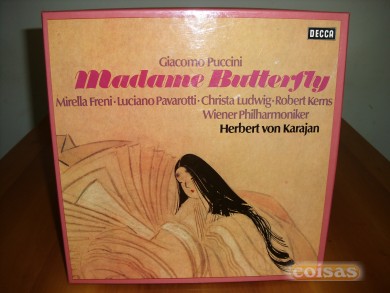 DECCA
Giacomo Puccini
Madame Butterfly
Mirella Freni · Luciano Pavarotti · Christa Ludwig · Robert Kerns
Wiener Philharmoniker
Herbert von Karajan
coisas